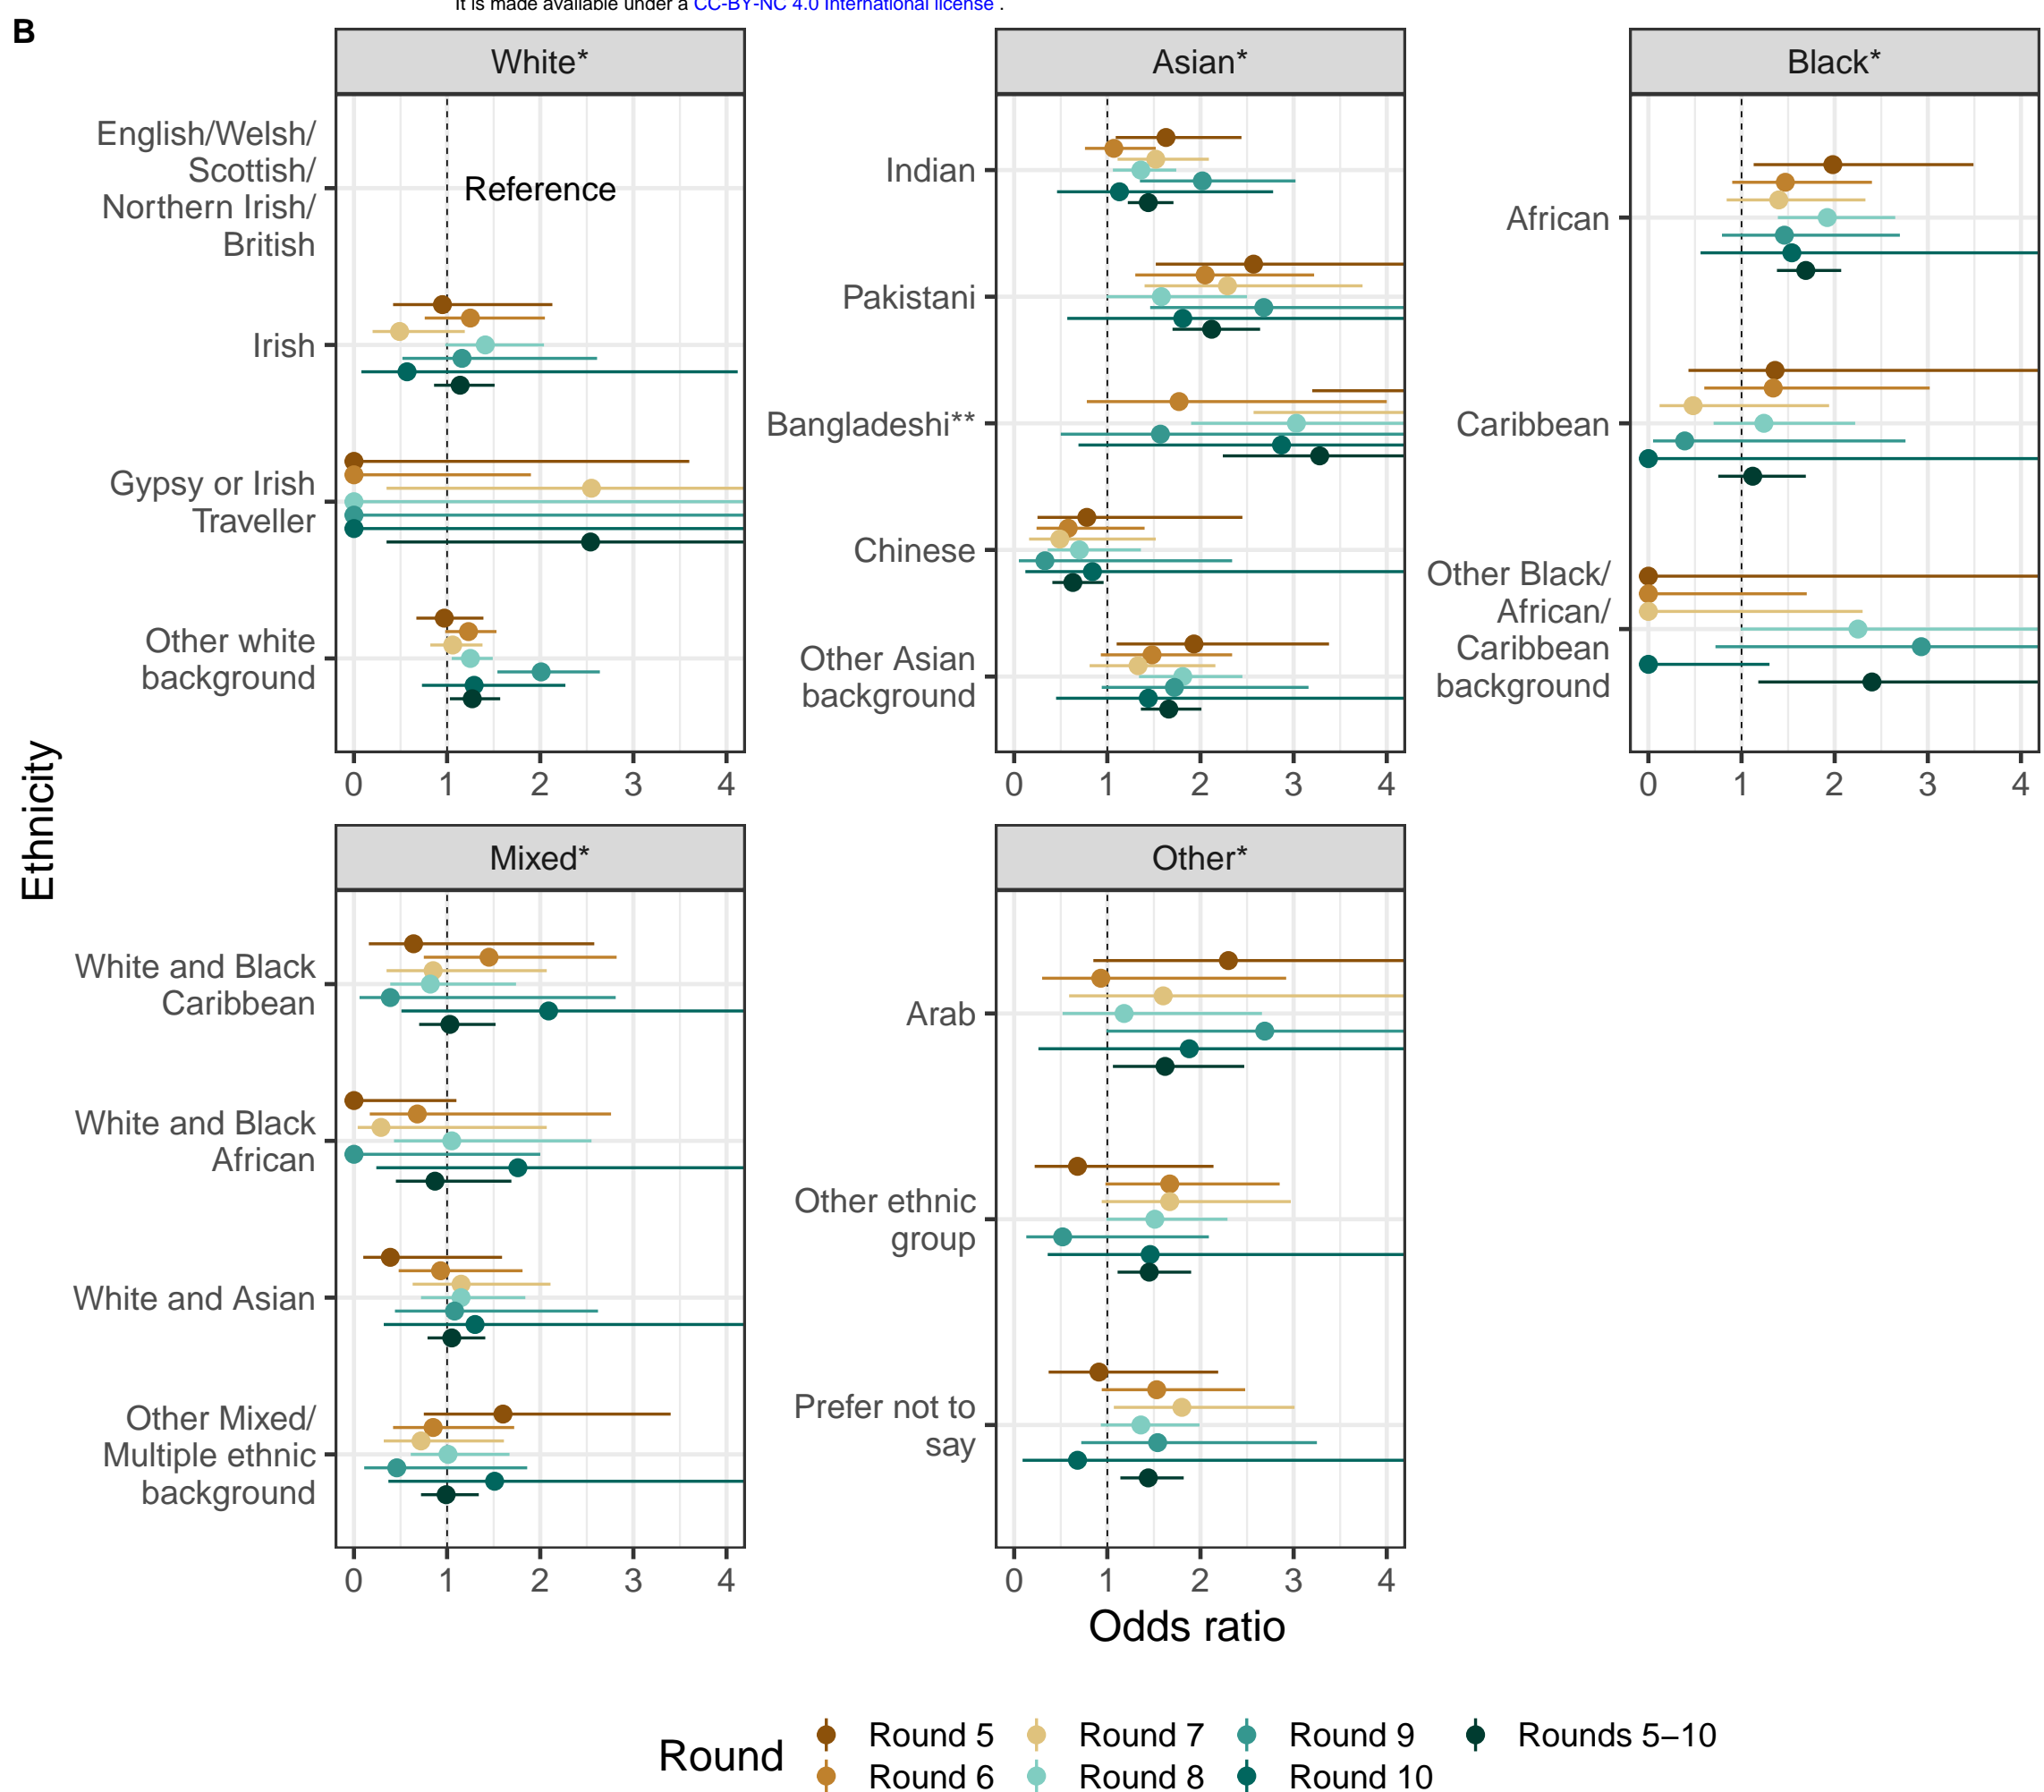 It is made available under a CC-BY-NC 4.0 International license .
B
White*
Asian*
Black*
English/Welsh/
Scottish/
Northern Irish/
British
Reference
Irish
Gypsy or Irish
Traveller
Other white
background
0 1 2 3 4
Indian
Pakistani
Bangladeshi**
Chinese
Other Asian
background
0 1 2 3 4
African
Caribbean
Other Black/
African/
Caribbean
background
0 1 2 3 4
Ethnicity
Mixed*
Other*
White and Black
Caribbean
White and Black
African
White and Asian
Other Mixed/
Multiple ethnic
background
0 1 2 3 4
Arab
Other ethnic
group
Prefer not to
say
0 1 2 3 4
Odds ratio
Round
Round 5
Round 7
Round 9
Rounds 5–10
Round 6
Round 8
Round 10